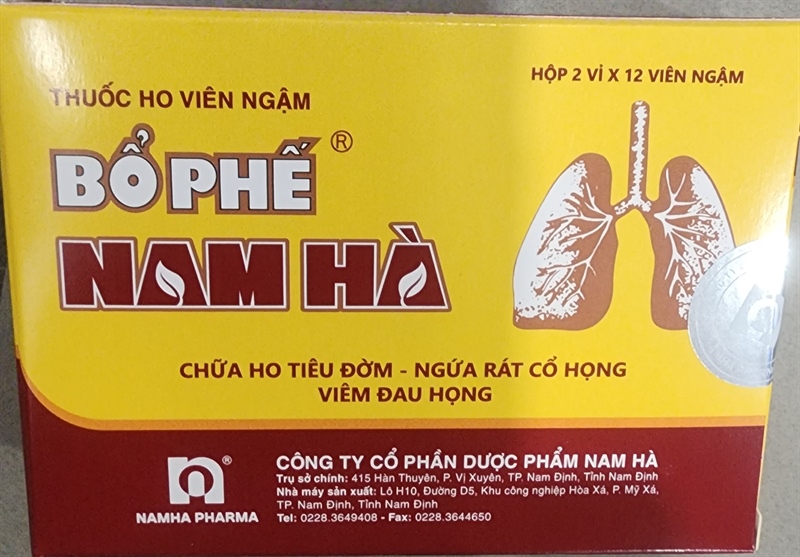 HỘP 2 VỈ X 12 VIÊN NGẬM
THUỐC HO VIÊN NGẬM
BỔ PHẾ ®
NAM HÀ
CHỮA HO TIÊU ĐỜM - NGỨA RÁT CỔ HỌNG
VIÊM ĐAU HỌNG
®
NAMHA PHARMA
CÔNG TY CỔ PHẦN DƯỢC PHẨM NAM HÀ
Trụ sở chính: 415 Hàn Thuyên, P. Vị Xuyên, TP. Nam Định, Tỉnh Nam Định
Nhà máy sản xuất: Lô H10, Đường D5, Khu công nghiệp Hòa Xá, P. Mỹ Xá,
TP. Nam Định, Tỉnh Nam Định
Tel: 0228.3649408 - Fax: 0228.3644650